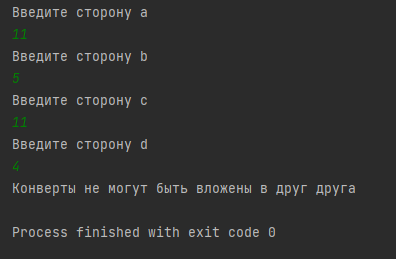 Введите сторону a
11
Введите сторону b
5
Введите сторону c
11
Введите сторону d
4
Конверты не могут быть вложены в друг друга
Process finished with exit code 0